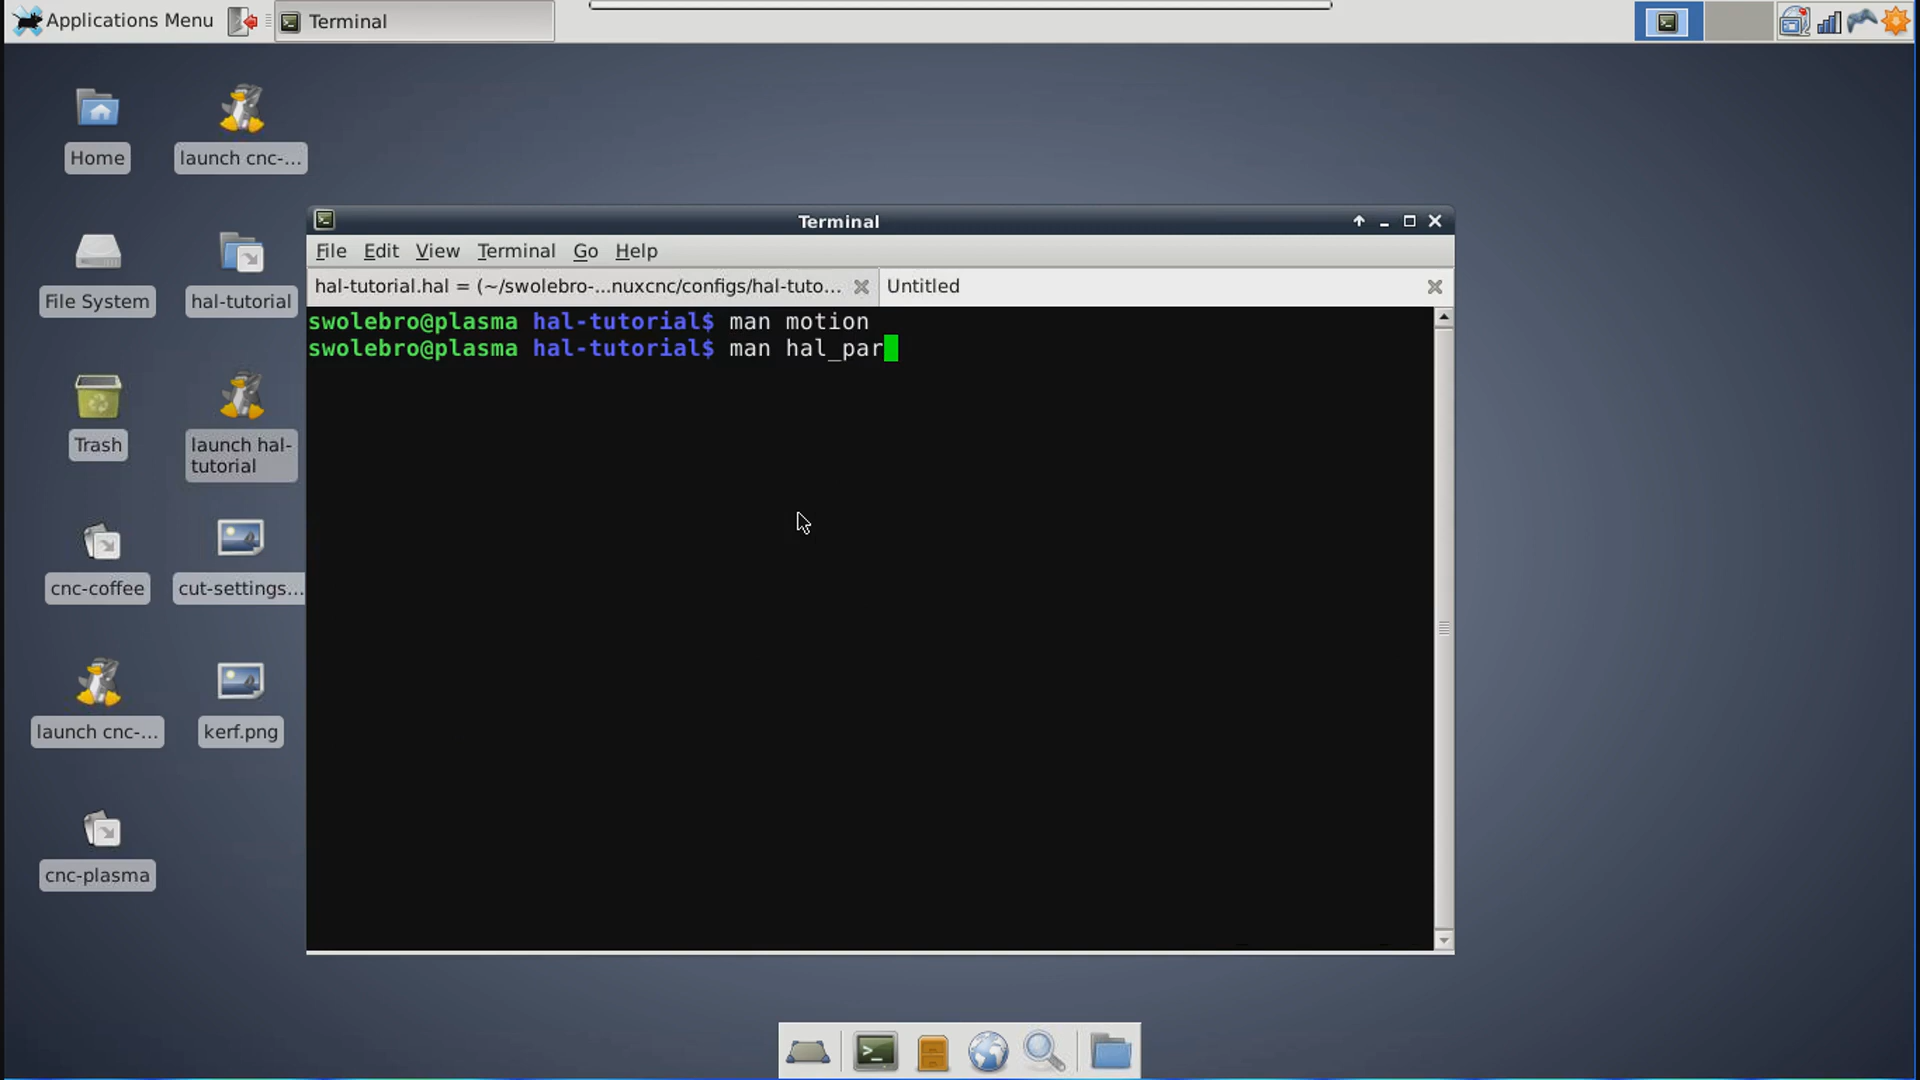 Applications Menu
Terminal
Home
launch cnc-...
File System
hal-tutorial
Trash
launch hal-
tutorial
cnc-coffee
cut-settings...
launch cnc-...
kerf.png
cnc-plasma
Terminal
File Edit View Terminal Go Help
hal-tutorial.hal = (~/swolebro-...nuxcnc/configs/hal-tuto...
Untitled
swolebro@plasma hal-tutorial$ man motion
swolebro@plasma hal-tutorial$ man hal_par